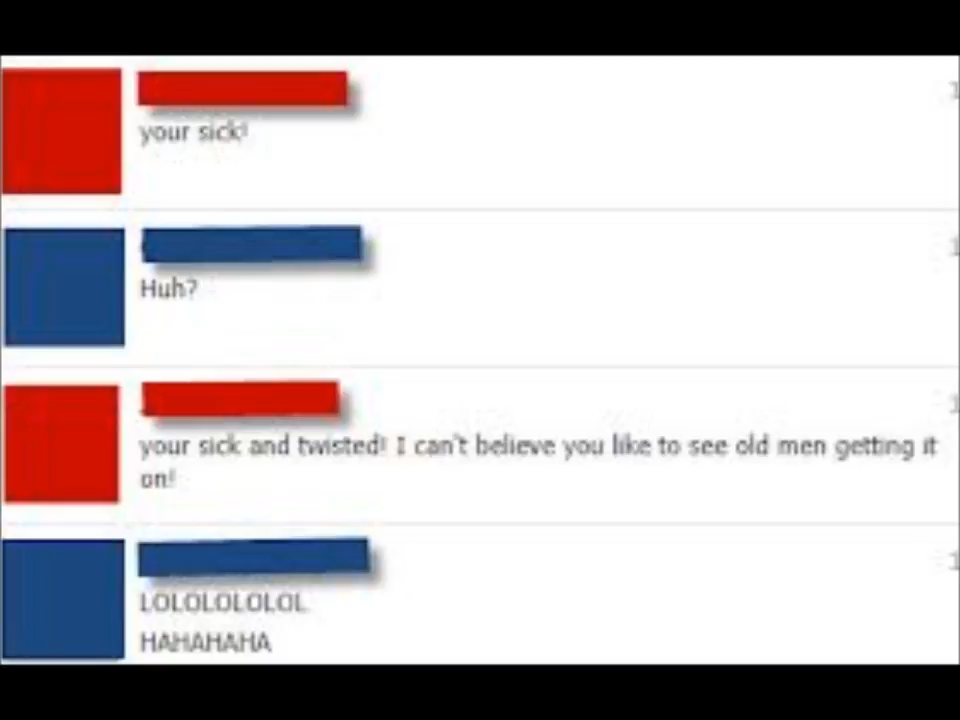 your sick!
Huh?
your sick and twisted! I can't believe you like to see old men getting it
on!
LOLOLOLOLOL
HAHAHAHA